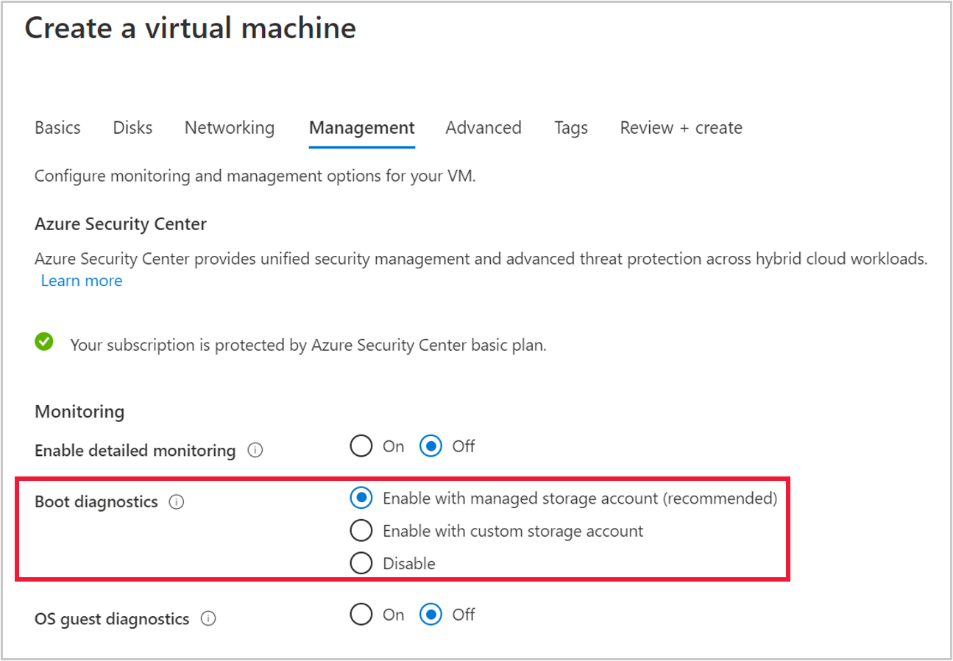 Create a virtual machine
Basics Disks Networking Management Advanced Tags Review + create
Configure monitoring and management options for your VM.
Azure Security Center
Azure Security Center provides unified security management and advanced threat protection across hybrid cloud workloads.
Learn more
Your subscription is protected by Azure Security Center basic plan.
Monitoring
Enable detailed monitoring On Off
Boot diagnostics Enable with managed storage account (recommended)
Enable with custom storage account
Disable
OS guest diagnostics On Off